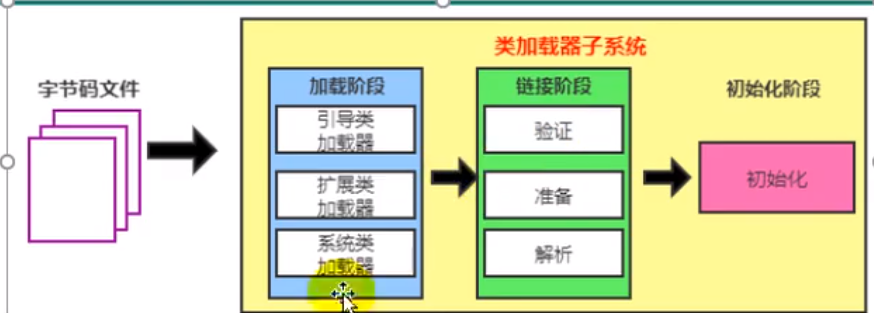 类加载器子系统
字节码文件
加载阶段
引导类
加载器
扩展类
加载器
系统类
加载器
链接阶段
验证
准备
解析
初始化阶段
初始化